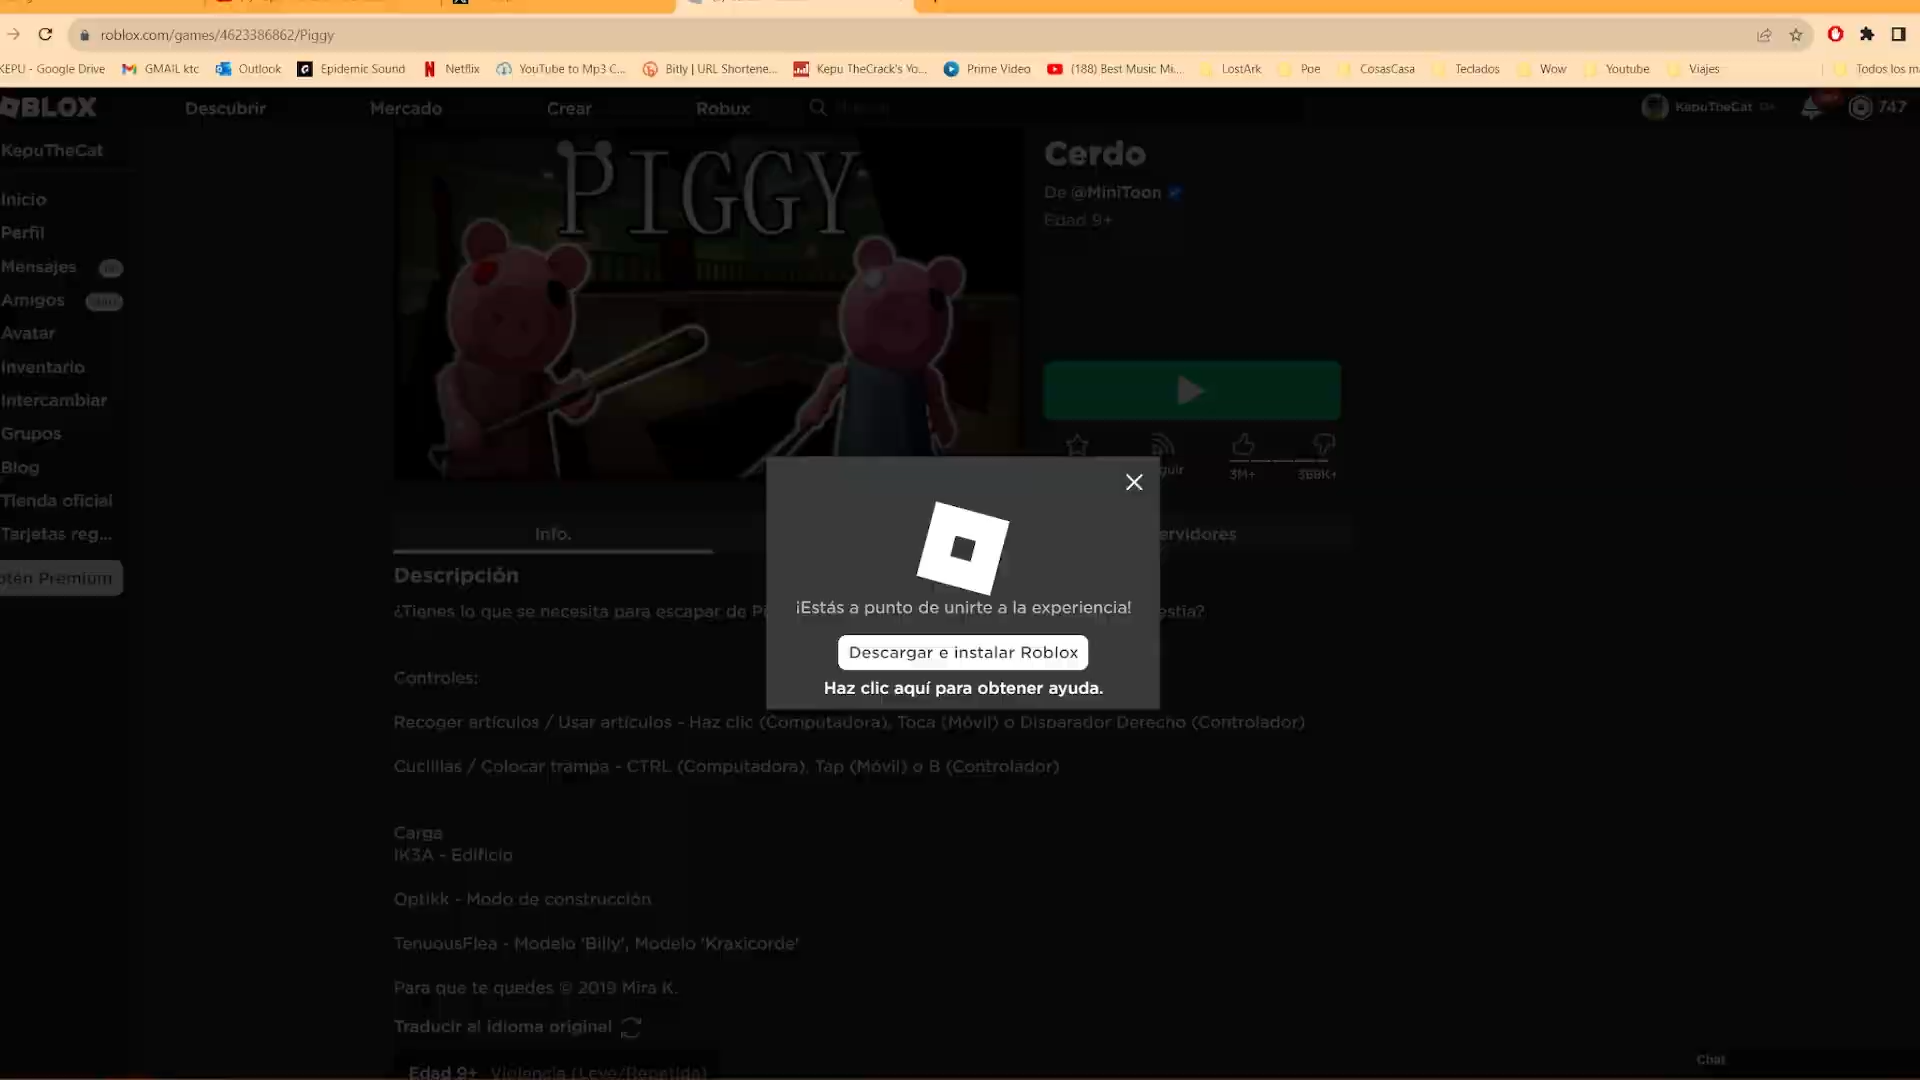 roblox.com/games/4623386862/Piggy
KEPU - Google Drive
GMAIL ktc
Outlook
Epidemic Sound
Netflix
YouTube to Mp3 C...
Bitly | URL Shortene...
Kepu TheCrack's Yo...
Prime Video
(188) Best Music Mi...
LostArk
Poe
CosasCasa
Teclados
Wow
Youtube
Viajes
Todos los m
BLOX
Descubrir
Mercado
Crear
Robux
KepuTheCat
747
KepuTheCat
Inicio
Perfil
Mensajes
Amigos
Avatar
Inventario
Intercambiar
Grupos
Blog
Tienda oficial
Tarjetas reg...
otén Premium
PIGGY
Cerdo
De @MiniToon
Edad 9+
guir
3M+
368K+
Info.
ervidores
¡Estás a punto de unirte a la experiencia!
Descargar e instalar Roblox
Haz clic aquí para obtener ayuda.
Descripción
¿Tienes lo que se necesita para escapar de Pi
estia?
Controles:
Recoger artículos / Usar artículos - Haz clic (Computadora), Toca (Móvil) o Disparador Derecho (Controlador)
Cuclillas / Colocar trampa - CTRL (Computadora), Tap (Móvil) o B (Controlador)
Carga
IK3A - Edificio
Optikk - Modo de construcción
TenuousFlea - Modelo 'Billy', Modelo 'Kraxicorde'
Para que te quedes © 2019 Mira K.
Traducir al idioma original
Edad 9+ Violencia (Leve/Repetida)
Chat